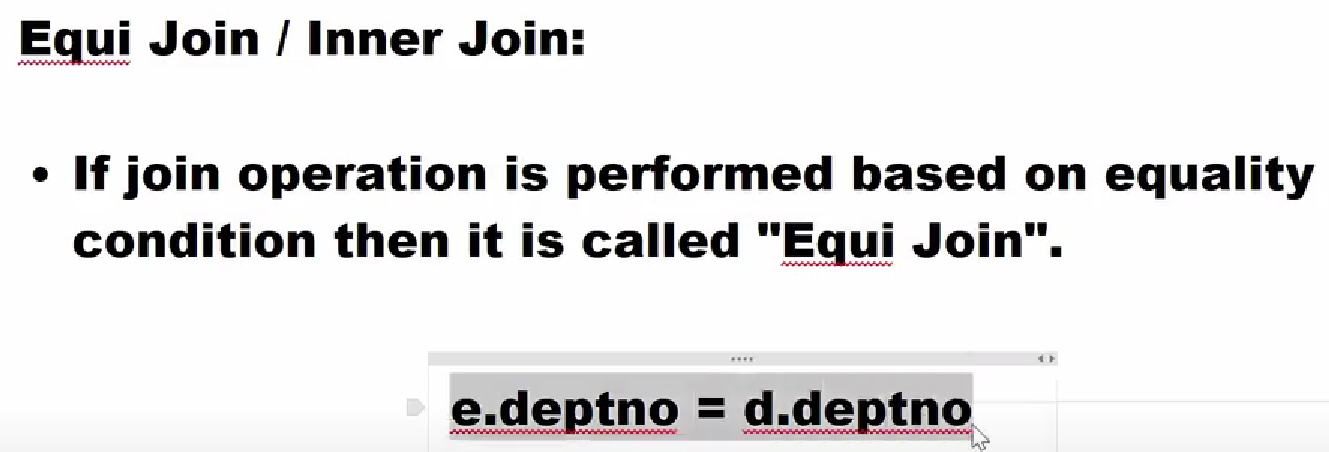 Equi Join / Inner Join:
• If join operation is performed based on equality
condition then it is called "Equi Join".
e.deptno = d.deptno